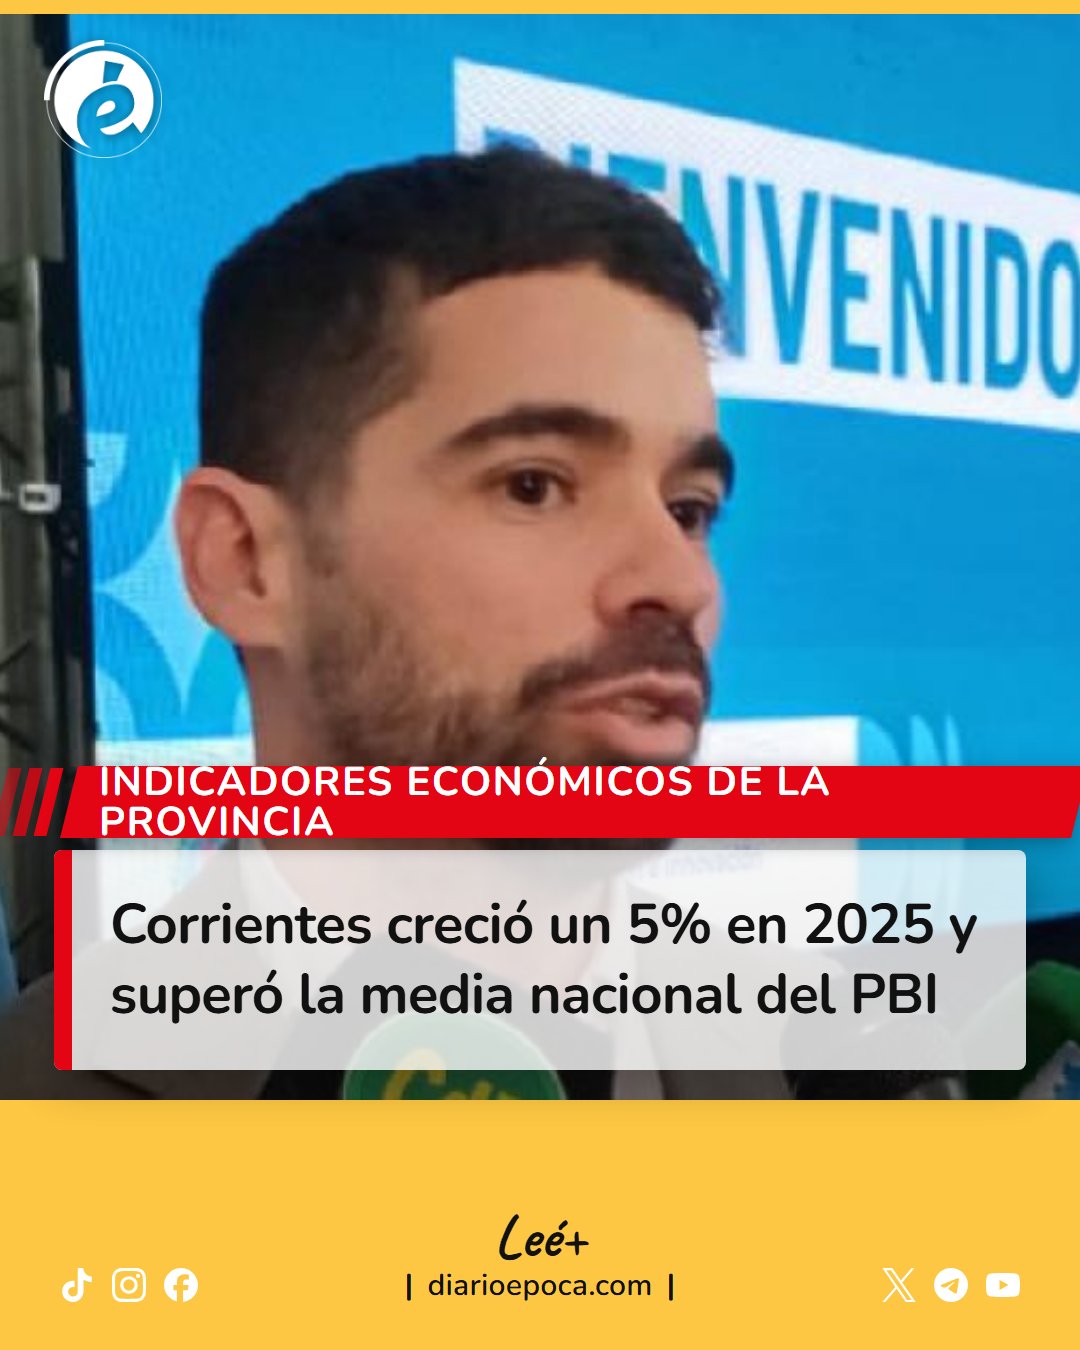 é
BIENVENIDO
INDICADORES ECONÓMICOS DE LA
PROVINCIA
Corrientes creció un 5% en 2025 y
superó la media nacional del PBI
Leé+
| diarioepoca.com |